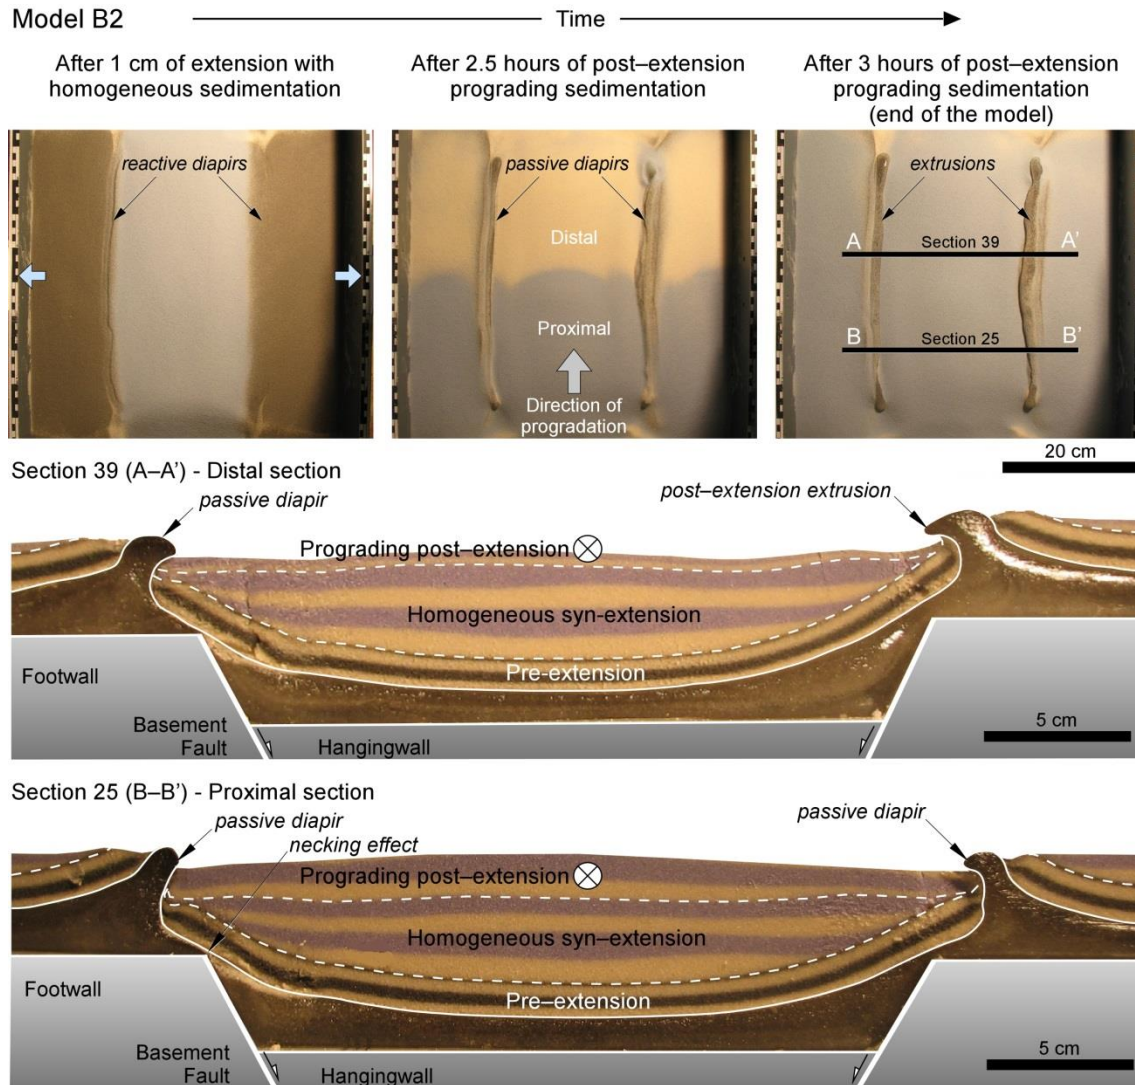 Model B2
Time
After 1 cm of extension with
homogeneous sedimentation
After 2.5 hours of post–extension
prograding sedimentation
After 3 hours of post–extension
prograding sedimentation
(end of the model)
reactive diapirs
passive diapirs
Distal
Proximal
Direction of
progradation
extrusions
A
Section 39
A'
B
Section 25
B'
20 cm
Section 39 (A–A’) - Distal section
passive diapir
post–extension extrusion
Prograding post–extension
Homogeneous syn-extension
Pre-extension
Footwall
Basement
Fault
Hangingwall
5 cm
Section 25 (B–B’) - Proximal section
passive diapir
necking effect
passive diapir
Prograding post–extension
Homogeneous syn–extension
Pre–extension
Footwall
Basement
Fault
Hangingwall
5 cm